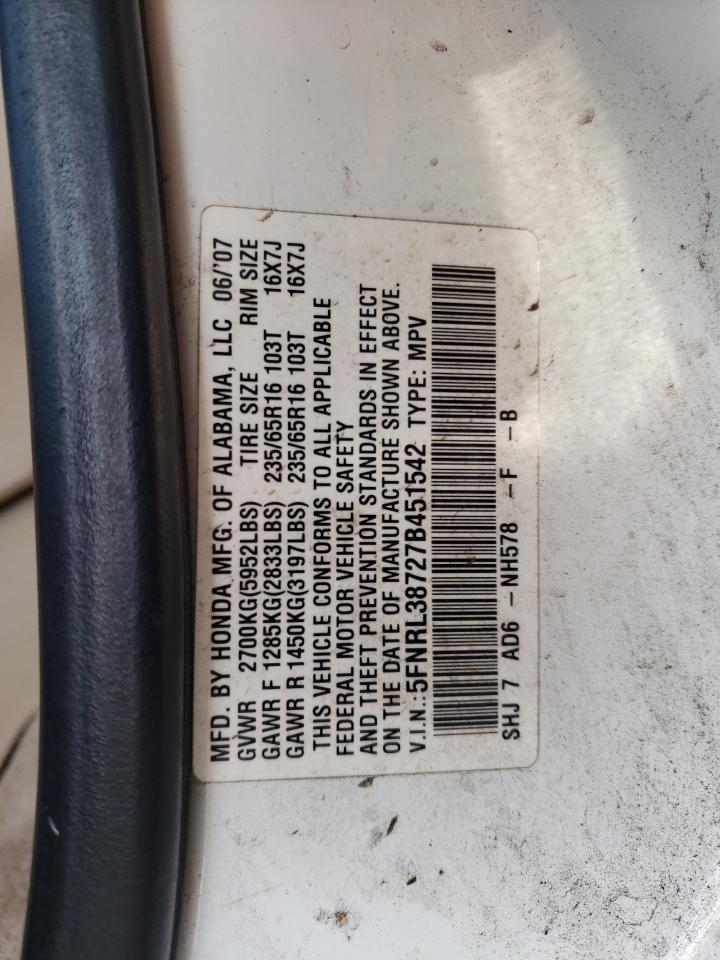 MFD. BY HONDA MFG. OF ALABAMA, LLC 06/'07
GVWR 2700KG(5952LBS) TIRE SIZE RIM SIZE
GAWR F 1285KG(2833LBS) 235/65R16 103T 16X7J
GAWR R 1450KG(3197LBS) 235/65R16 103T 16X7J
THIS VEHICLE CONFORMS TO ALL APPLICABLE
FEDERAL MOTOR VEHICLE SAFETY
AND THEFT PREVENTION STANDARDS IN EFFECT
ON THE DATE OF MANUFACTURE SHOWN ABOVE.
V.I.N.:5FNRL38727B451542 TYPE: MPV
SHJ 7 AD6 -NH578 -F -B